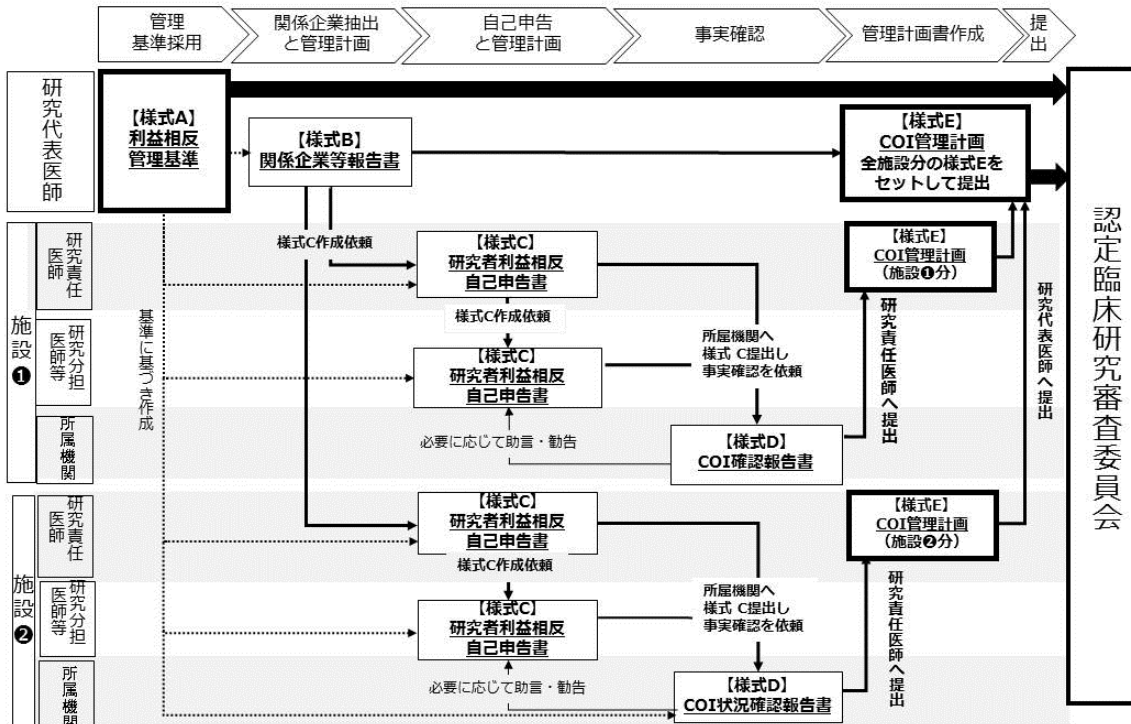 管理
基準採用
関係企業抽出
と管理計画
自己申告
と管理計画
事実確認
管理計画書作成
提出
研究代表医師
【様式A】
利益相反
管理基準
【様式B】
関係企業等報告書
【様式E】
COI管理計画
全施設分の様式Eを
セットして提出
認定臨床研究審査委員会
施設❶
研究責任
医師
様式C作成依頼
【様式C】
研究者利益相反
自己申告書
【様式E】
COI管理計画
(施設❶分)
様式C作成依頼
研究分担
医師等
【様式C】
研究者利益相反
自己申告書
所属機関へ
様式 C提出し
事実確認を依頼
研究責任医師へ提出
研究代表医師へ提出
基準に基づき作成
所属機関
必要に応じて助言・勧告
【様式D】
COI確認報告書
施設❷
研究責任
医師
【様式C】
研究者利益相反
自己申告書
【様式E】
COI管理計画
(施設❷分)
様式C作成依頼
研究分担
医師等
【様式C】
研究者利益相反
自己申告書
所属機関へ
様式 C提出し
事実確認を依頼
研究責任医師へ提出
所属機関
必要に応じて助言・勧告
【様式D】
COI状況確認報告書